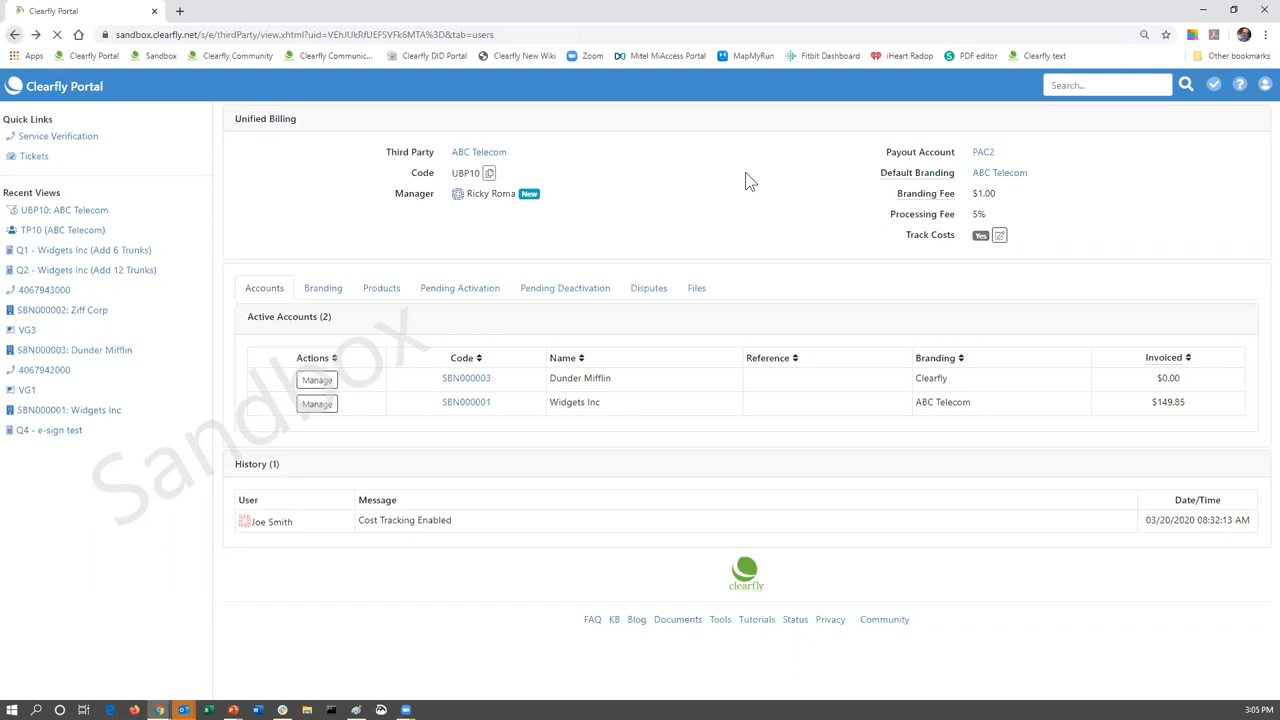 Clearfly Portal
sandbox.clearfly.net/s/e/thirdParty/view.xhtml?uid=VEhJUkRfUEFSVFk6MTA%3D&tab=users
Apps Clearfly Portal Sandbox Clearfly Community Clearfly Communic... Clearfly DID Portal Clearfly New Wiki Zoom Mitel MiAccess Portal MapMyRun Fitbit Dashboard iHeart Radop PDF editor Clearfly text Other bookmarks
Clearfly Portal Search...
Quick Links
Service Verification
Tickets
Recent Views
UBP10: ABC Telecom
TP10 (ABC Telecom)
Q1 - Widgets Inc (Add 6 Trunks)
Q2 - Widgets Inc (Add 12 Trunks)
4067943000
SBN000002: Ziff Corp
VG3
SBN000003: Dunder Mifflin
4067942000
VG1
SBN000001: Widgets Inc
Q4 - e-sign test
Unified Billing
Third Party ABC Telecom Payout Account PAC2
Code UBP10 Default Branding ABC Telecom
Manager Ricky Roma New Branding Fee $1.00
Processing Fee 5%
Track Costs Yes
Accounts Branding Products Pending Activation Pending Deactivation Disputes Files
Active Accounts (2)
Actions Code Name Reference Branding Invoiced
Manage SBN000003 Dunder Mifflin Clearfly $0.00
Manage SBN000001 Widgets Inc ABC Telecom $149.85
History (1)
User Message Date/Time
Joe Smith Cost Tracking Enabled 03/20/2020 08:32:13 AM
Sandbox
clearfly
FAQ KB Blog Documents Tools Tutorials Status Privacy Community
3:05 PM